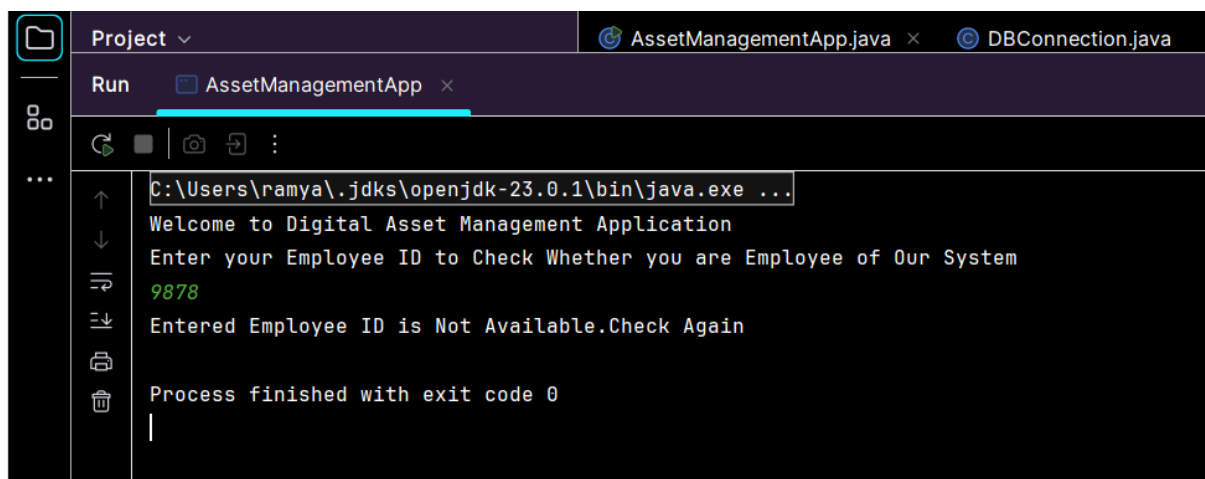 Project
AssetManagementApp.java
DBConnection.java
Run
AssetManagementApp
C:\Users\ramya\.jdks\openjdk-23.0.1\bin\java.exe ...
Welcome to Digital Asset Management Application
Enter your Employee ID to Check Whether you are Employee of Our System
9878
Entered Employee ID is Not Available.Check Again
Process finished with exit code 0